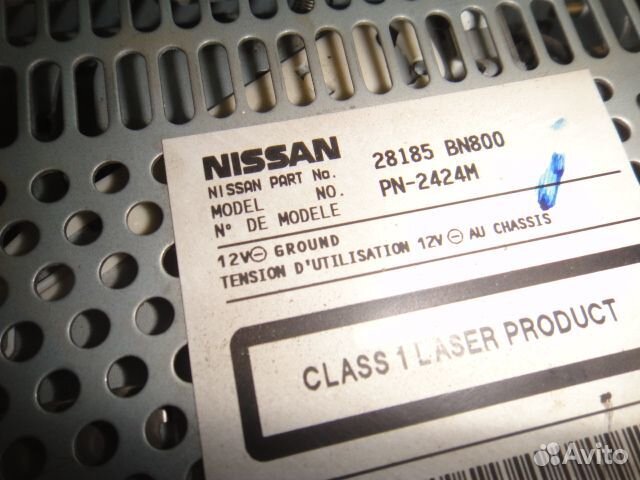 NISSAN
NISSAN PART No. 28185 BN800
MODEL NO. PN-2424M
N° DE MODELE
12V⊖ GROUND
TENSION D'UTILISATION 12V ⊖ AU CHASSIS
CLASS 1 LASER PRODUCT
Avito